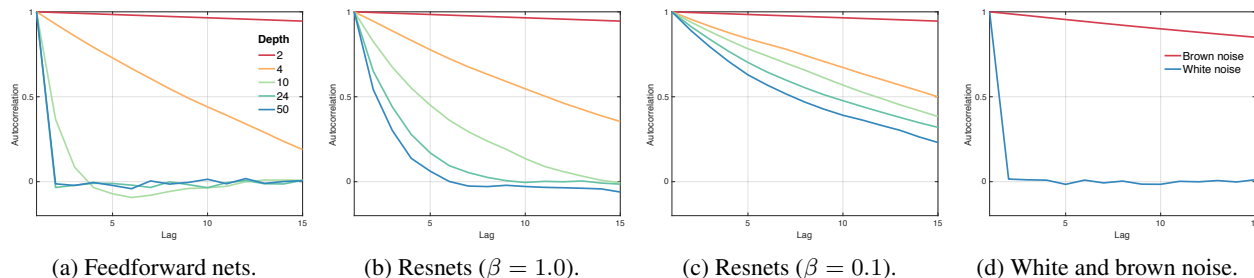 1
0.5
0
Autocorrelation
Depth
2
4
10
24
50
5
10
15
Lag
(a) Feedforward nets.
1
0.5
0
Autocorrelation
5
10
15
Lag
(b) Resnets (β = 1.0).
1
0.5
0
Autocorrelation
5
10
15
Lag
(c) Resnets (β = 0.1).
1
0.5
0
Autocorrelation
Brown noise
White noise
5
10
15
Lag
(d) White and brown noise.